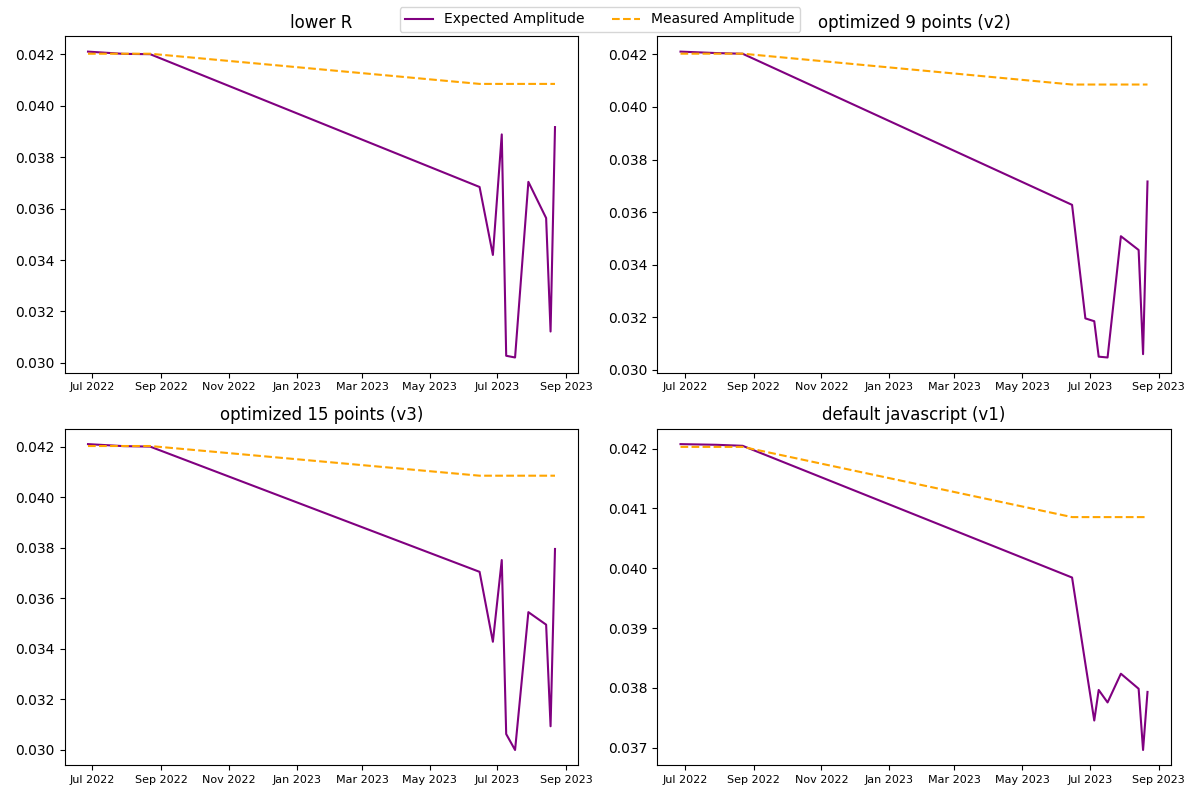 Expected Amplitude
Measured Amplitude
lower R
0.042
0.040
0.038
0.036
0.034
0.032
0.030
Jul 2022
Sep 2022
Nov 2022
Jan 2023
Mar 2023
May 2023
Jul 2023
Sep 2023
optimized 9 points (v2)
0.042
0.040
0.038
0.036
0.034
0.032
0.030
Jul 2022
Sep 2022
Nov 2022
Jan 2023
Mar 2023
May 2023
Jul 2023
Sep 2023
optimized 15 points (v3)
0.042
0.040
0.038
0.036
0.034
0.032
0.030
Jul 2022
Sep 2022
Nov 2022
Jan 2023
Mar 2023
May 2023
Jul 2023
Sep 2023
default javascript (v1)
0.042
0.041
0.040
0.039
0.038
0.037
Jul 2022
Sep 2022
Nov 2022
Jan 2023
Mar 2023
May 2023
Jul 2023
Sep 2023